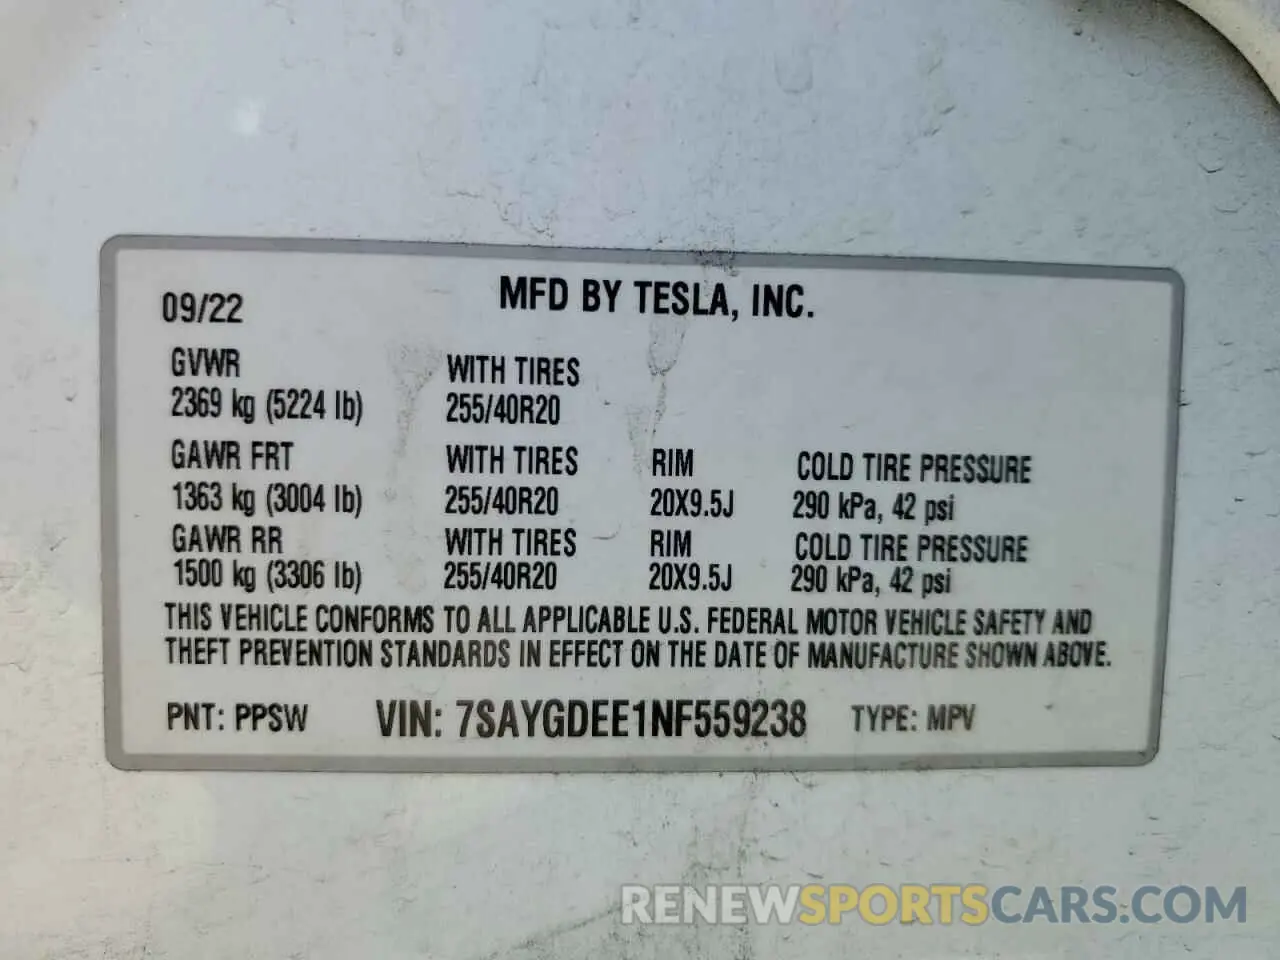 MFD BY TESLA, INC.
09/22
GVWR WITH TIRES
2369 kg (5224 lb) 255/40R20
GAWR FRT WITH TIRES RIM COLD TIRE PRESSURE
1363 kg (3004 lb) 255/40R20 20X9.5J 290 kPa, 42 psi
GAWR RR WITH TIRES RIM COLD TIRE PRESSURE
1500 kg (3306 lb) 255/40R20 20X9.5J 290 kPa, 42 psi
THIS VEHICLE CONFORMS TO ALL APPLICABLE U.S. FEDERAL MOTOR VEHICLE SAFETY AND
THEFT PREVENTION STANDARDS IN EFFECT ON THE DATE OF MANUFACTURE SHOWN ABOVE.
PNT: PPSW VIN: 7SAYGDEE1NF559238 TYPE: MPV
RENEWSPORTSCARS.COM